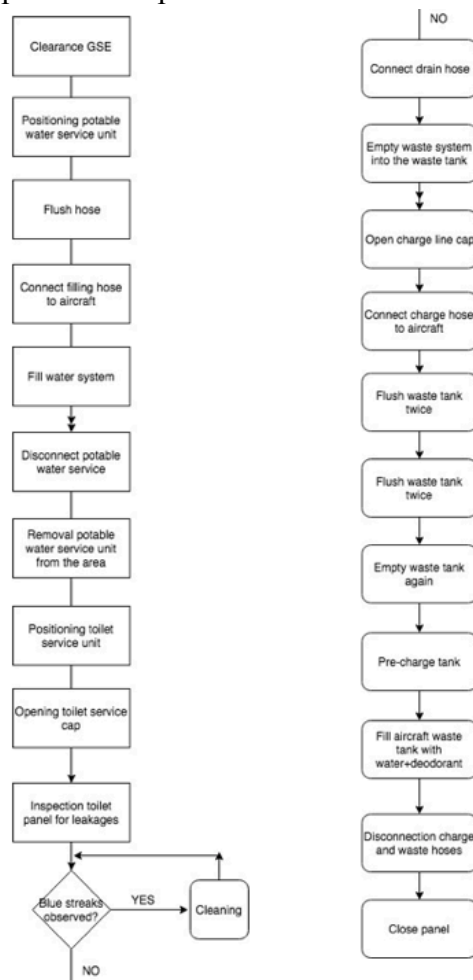 Clearance GSE
Positioning potable
water service unit
Flush hose
Connect filling hose
to aircraft
Fill water system
Disconnect potable
water service
Removal potable
water service unit
from the area
Positioning toilet
service unit
Opening toilet service
cap
Inspection toilet
panel for leakages
Blue streaks
observed?
YES
Cleaning
NO
NO
Connect drain hose
Empty waste system
into the waste tank
Open charge line cap
Connect charge hose
to aircraft
Flush waste tank
twice
Flush waste tank
twice
Empty waste tank
again
Pre-charge tank
Fill aircraft waste
tank with
water+deodorant
Disconnection charge
and waste hoses
Close panel